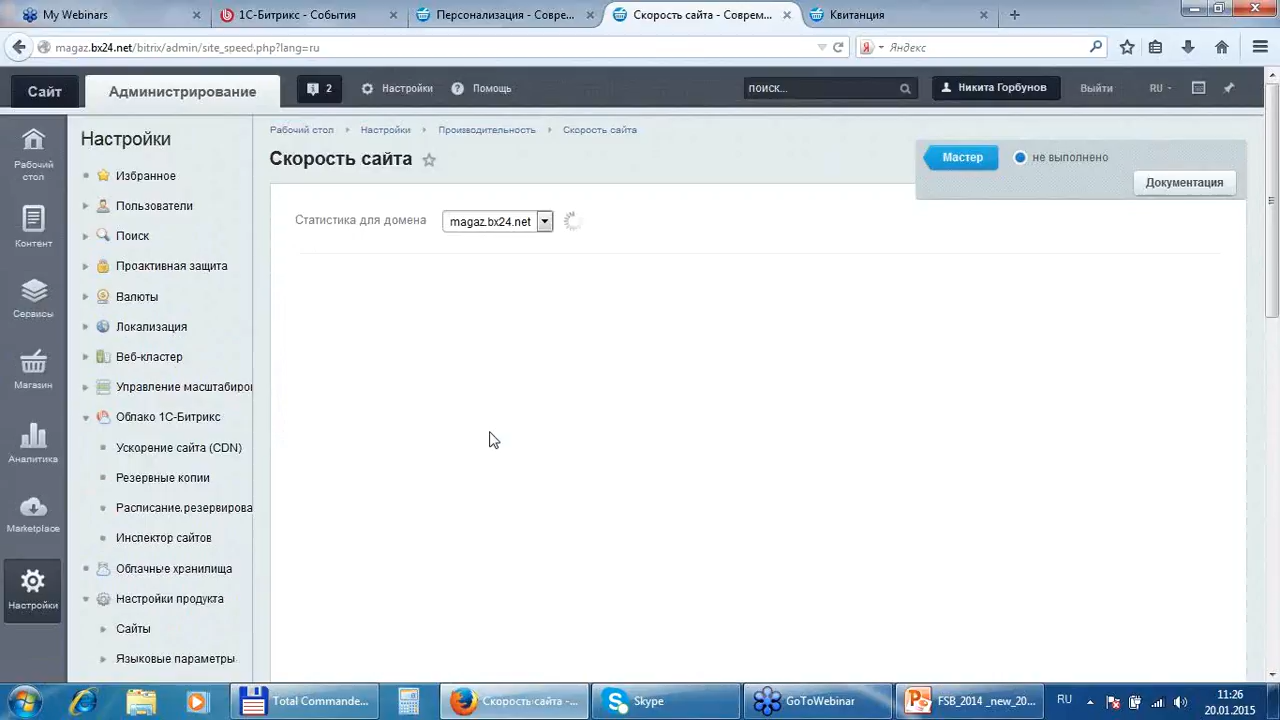 My Webinars
1С-Битрикс - События...
Персонализация - Совре...
Скорость сайта - Соврем...
Квитанция
magaz.bx24.net/bitrix/admin/site_speed.php?lang=ru
Яндекс
Сайт
Администрирование
2
Настройки
Помощь
поиск...
Никита Горбунов
Выйти
RU
Рабочий стол
Контент
Сервисы
Магазин
Аналитика
Marketplace
Настройки
Настройки
Избранное
Пользователи
Поиск
Проактивная защита
Валюты
Локализация
Веб-кластер
Управление масштабиро
Облако 1С-Битрикс
Ускорение сайта (CDN)
Резервные копии
Расписание резервирова
Инспектор сайтов
Облачные хранилища
Настройки продукта
Сайты
Языковые параметры
Рабочий стол
Настройки
Производительность
Скорость сайта
Скорость сайта
Мастер
не выполнено
Документация
Статистика для домена
magaz.bx24.net
Total Commande...
Скорость сайта -...
Skype
GoToWebinar
FSB_2014 _new_20...
RU
11:26
20.01.2015